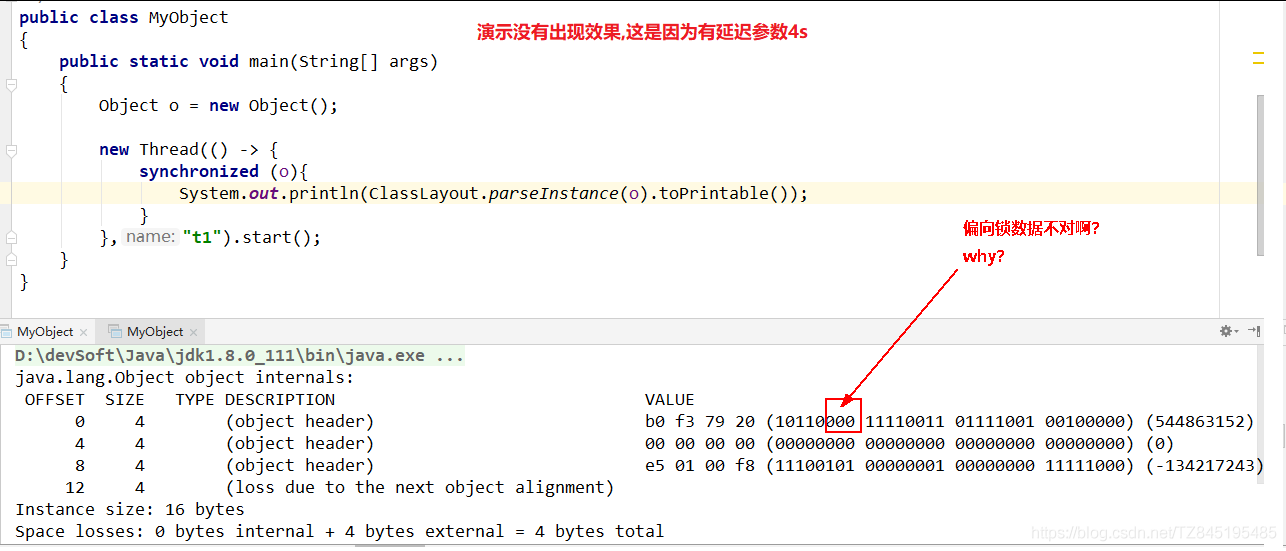 public class MyObject
演示没有出现效果,这是因为有延迟参数4s
{
public static void main(String[] args)
{
Object o = new Object();
new Thread(() -> {
synchronized (o){
System.out.println(ClassLayout.parseInstance(o).toPrintable());
}
}, name: "t1").start();
}
}
偏向锁数据不对啊?
why?
MyObject × MyObject ×
D:\devSoft\Java\jdk1.8.0_111\bin\java.exe ...
java.lang.Object object internals:
OFFSET SIZE TYPE DESCRIPTION VALUE
0 4 (object header) b0 f3 79 20 (10110000 11110011 01111001 00100000) (544863152)
4 4 (object header) 00 00 00 00 (00000000 00000000 00000000 00000000) (0)
8 4 (object header) e5 01 00 f8 (11100101 00000001 00000000 11111000) (-134217243)
12 4 (loss due to the next object alignment)
Instance size: 16 bytes
Space losses: 0 bytes internal + 4 bytes external = 4 bytes total
https://blog.csdn.net/TZ845195485